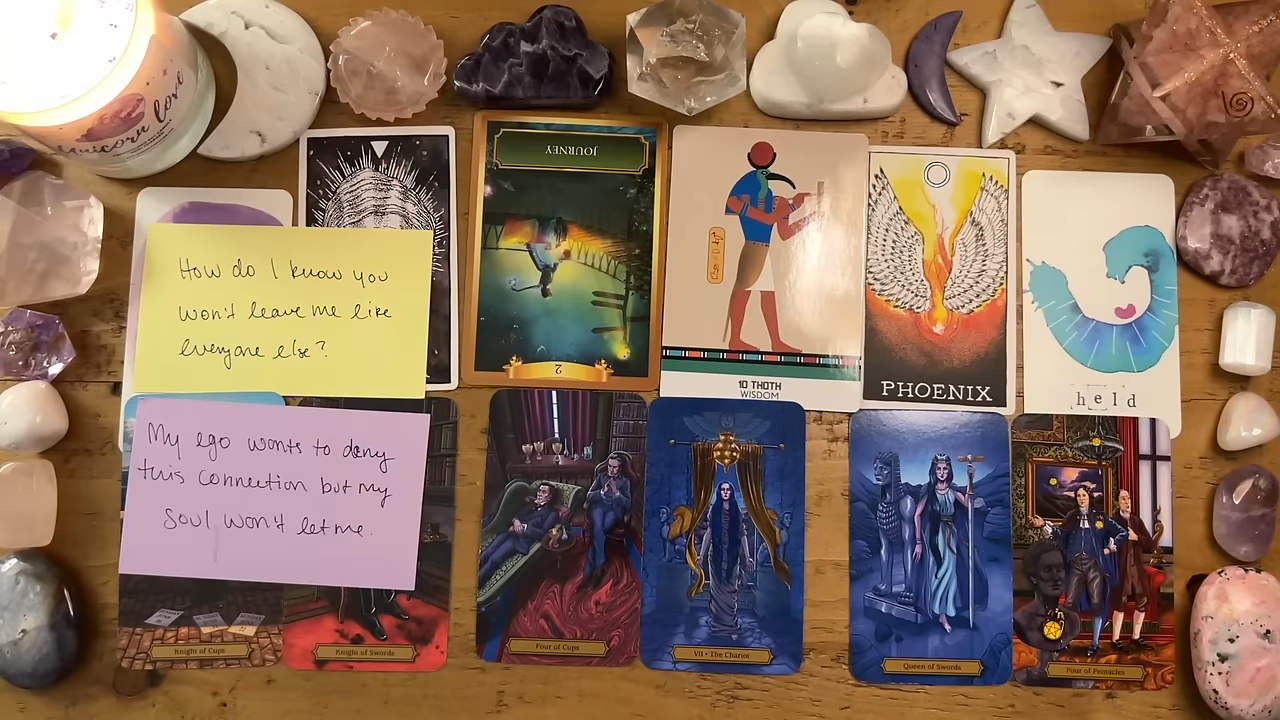 Unicorn love
JOURNEY
2
10 THOTH
WISDOM
PHOENIX
held
How do I know you
won't leave me like
everyone else?
My ego wants to deny
this connection but my
soul won't let me.
Knight of Cups
Knight of Swords
Four of Cups
VII • The Chariot
Queen of Swords
Four of Pentacles